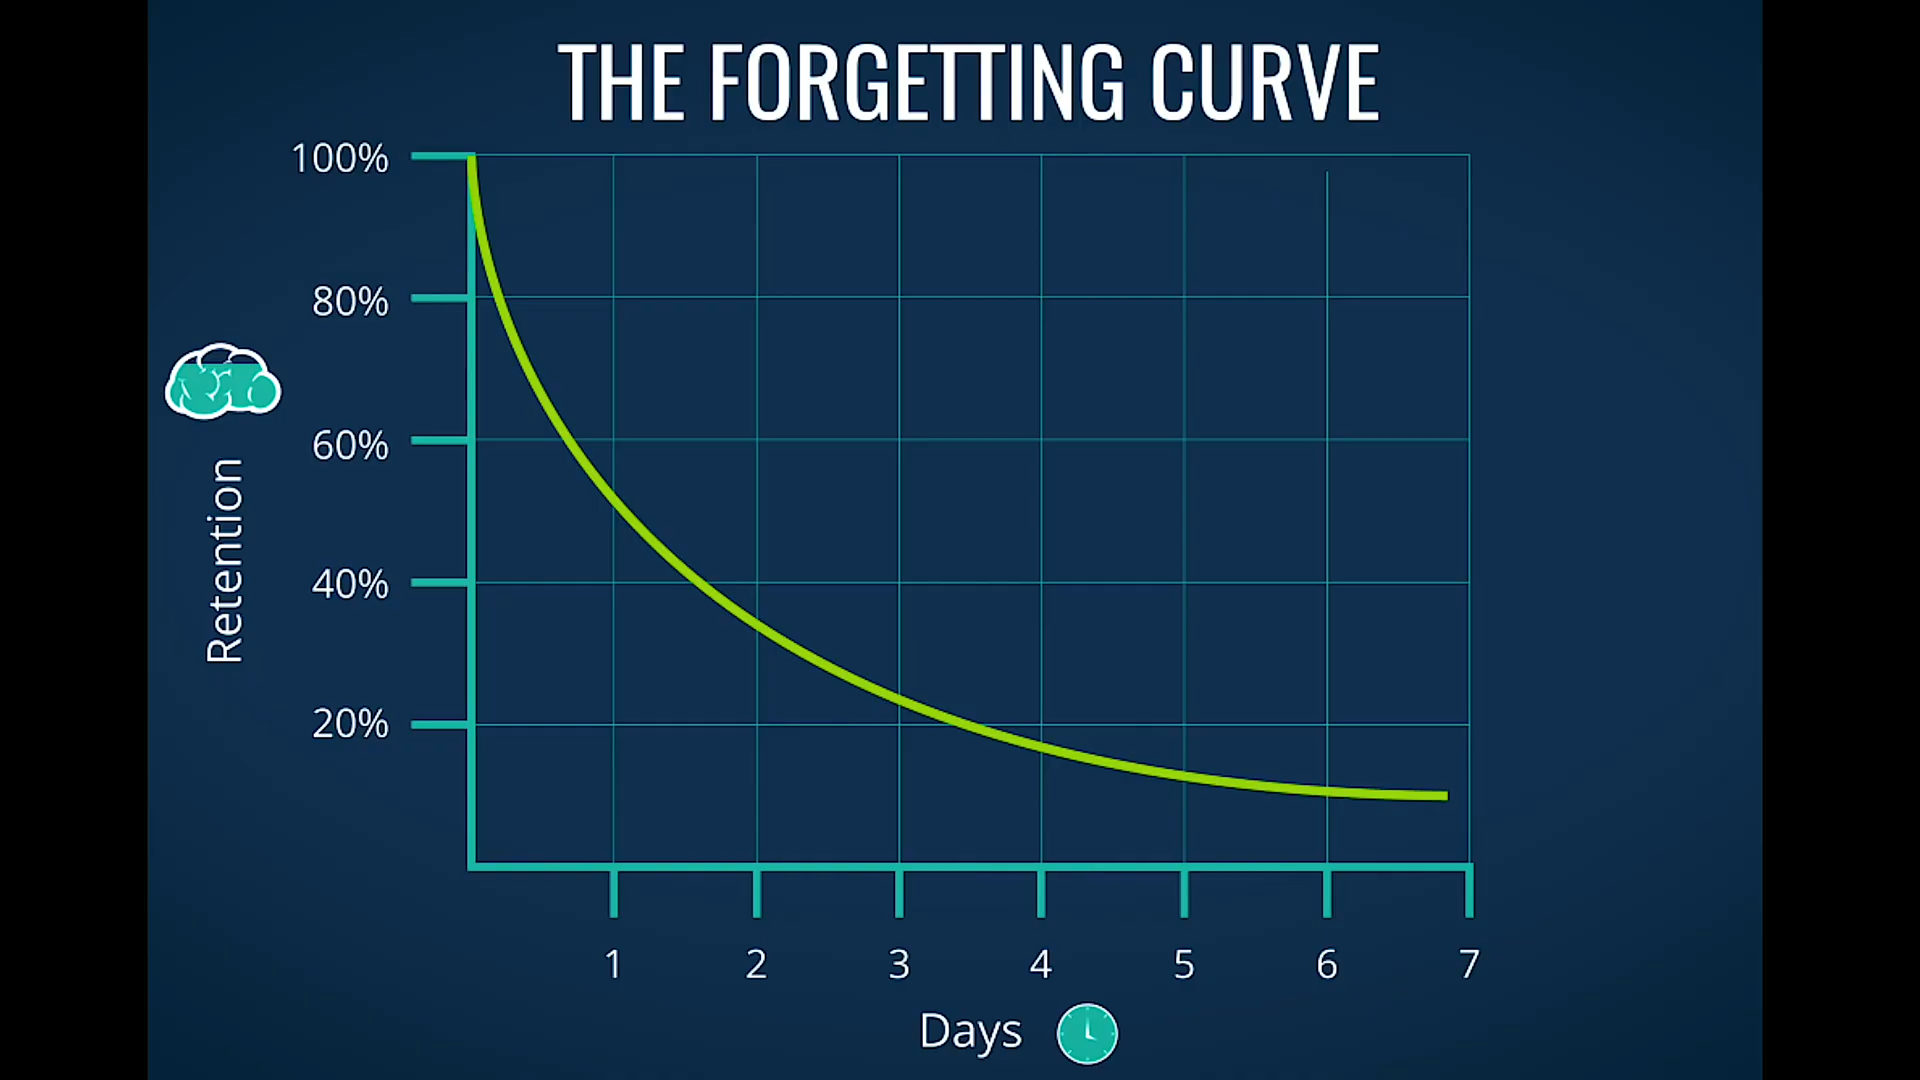 THE FORGETTING CURVE
100%
80%
60%
40%
20%
Retention
1 2 3 4 5 6 7
Days